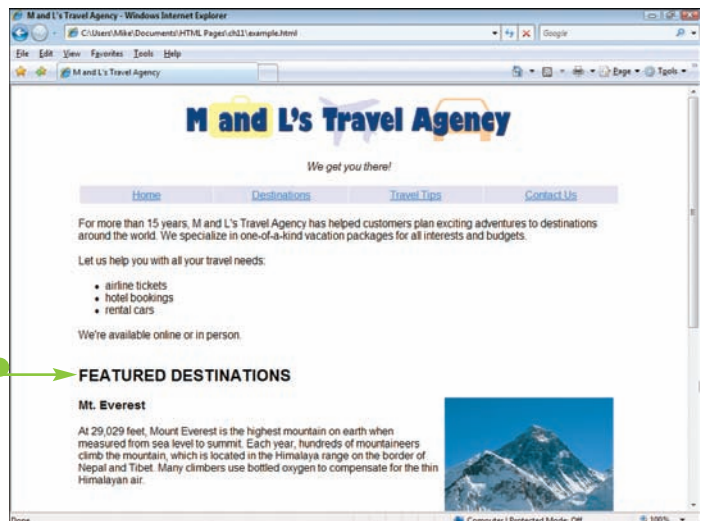 M and L's Travel Agency - Windows Internet Explorer
C:\Users\Mike\Documents\HTML Pages\ch11\example.html
Google
File Edit View Favorites Tools Help
M and L's Travel Agency
Page Tools
M and L's Travel Agency
We get you there!
Home Destinations Travel Tips Contact Us
For more than 15 years, M and L's Travel Agency has helped customers plan exciting adventures to destinations
around the world. We specialize in one-of-a-kind vacation packages for all interests and budgets.
Let us help you with all your travel needs:
• airline tickets
• hotel bookings
• rental cars
We're available online or in person.
FEATURED DESTINATIONS
Mt. Everest
At 29,029 feet, Mount Everest is the highest mountain on earth when
measured from sea level to summit. Each year, hundreds of mountaineers
climb the mountain, which is located in the Himalaya range on the border of
Nepal and Tibet. Many climbers use bottled oxygen to compensate for the thin
Himalayan air.
Done Computer | Protected Mode: Off 100%